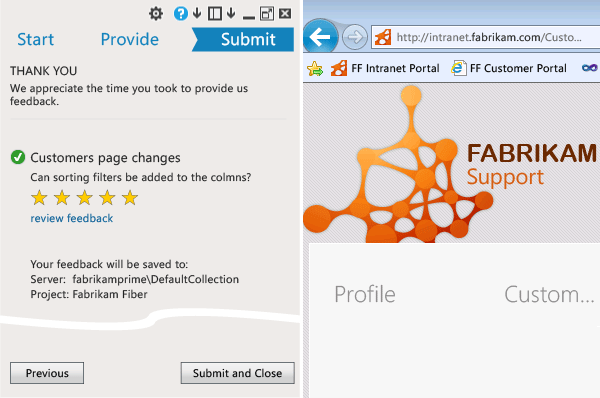 Start
Provide
Submit
THANK YOU
We appreciate the time you took to provide us
feedback.
Customers page changes
Can sorting filters be added to the colmns?
review feedback
Your feedback will be saved to:
Server: fabrikamprime\DefaultCollection
Project: Fabrikam Fiber
Previous
Submit and Close
http://intranet.fabrikam.com/Custo...
FF Intranet Portal
FF Customer Portal
FABRIKAM
Support
Profile
Custom...